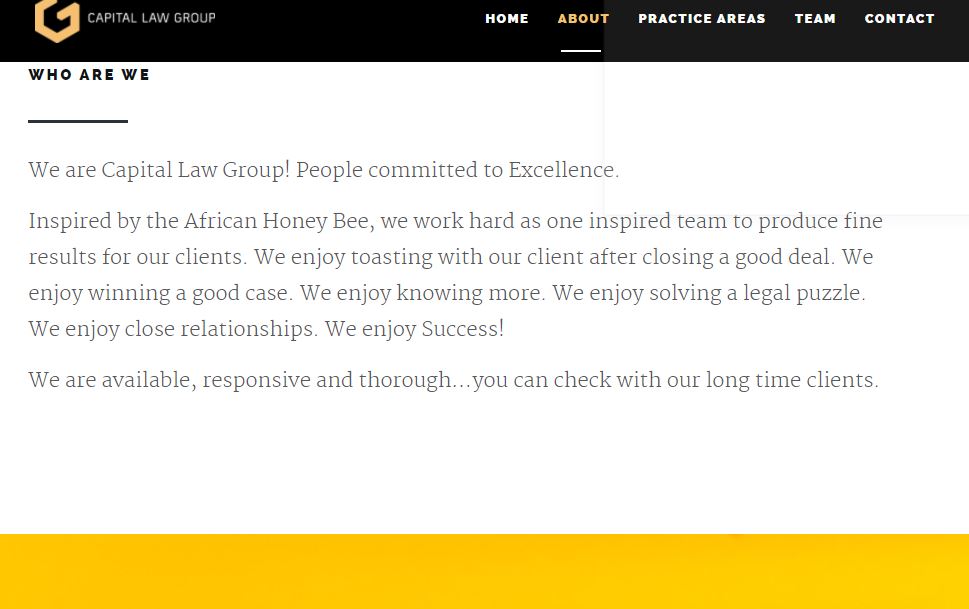 CAPITAL LAW GROUP
HOME ABOUT PRACTICE AREAS TEAM CONTACT
WHO ARE WE
We are Capital Law Group! People committed to Excellence.
Inspired by the African Honey Bee, we work hard as one inspired team to produce fine
results for our clients. We enjoy toasting with our client after closing a good deal. We
enjoy winning a good case. We enjoy knowing more. We enjoy solving a legal puzzle.
We enjoy close relationships. We enjoy Success!
We are available, responsive and thorough...you can check with our long time clients.